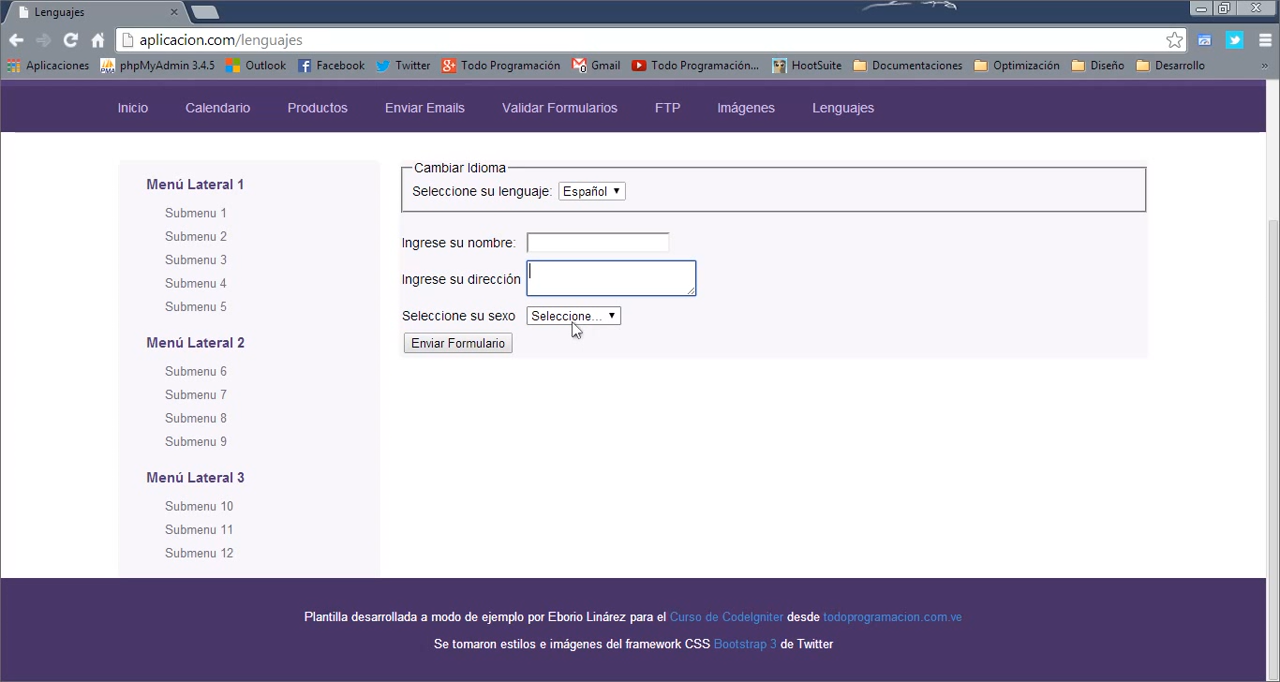 Lenguajes
aplicacion.com/lenguajes
Aplicaciones phpMyAdmin 3.4.5 Outlook Facebook Twitter Todo Programación Gmail Todo Programación... HootSuite Documentaciones Optimización Diseño Desarrollo »
Inicio Calendario Productos Enviar Emails Validar Formularios FTP Imágenes Lenguajes
Menú Lateral 1
Submenu 1
Submenu 2
Submenu 3
Submenu 4
Submenu 5
Menú Lateral 2
Submenu 6
Submenu 7
Submenu 8
Submenu 9
Menú Lateral 3
Submenu 10
Submenu 11
Submenu 12
Cambiar Idioma
Seleccione su lenguaje: Español
Ingrese su nombre:
Ingrese su dirección
Seleccione su sexo Seleccione...
Enviar Formulario
Plantilla desarrollada a modo de ejemplo por Eborio Linárez para el Curso de CodeIgniter desde todoprogramacion.com.ve
Se tomaron estilos e imágenes del framework CSS Bootstrap 3 de Twitter